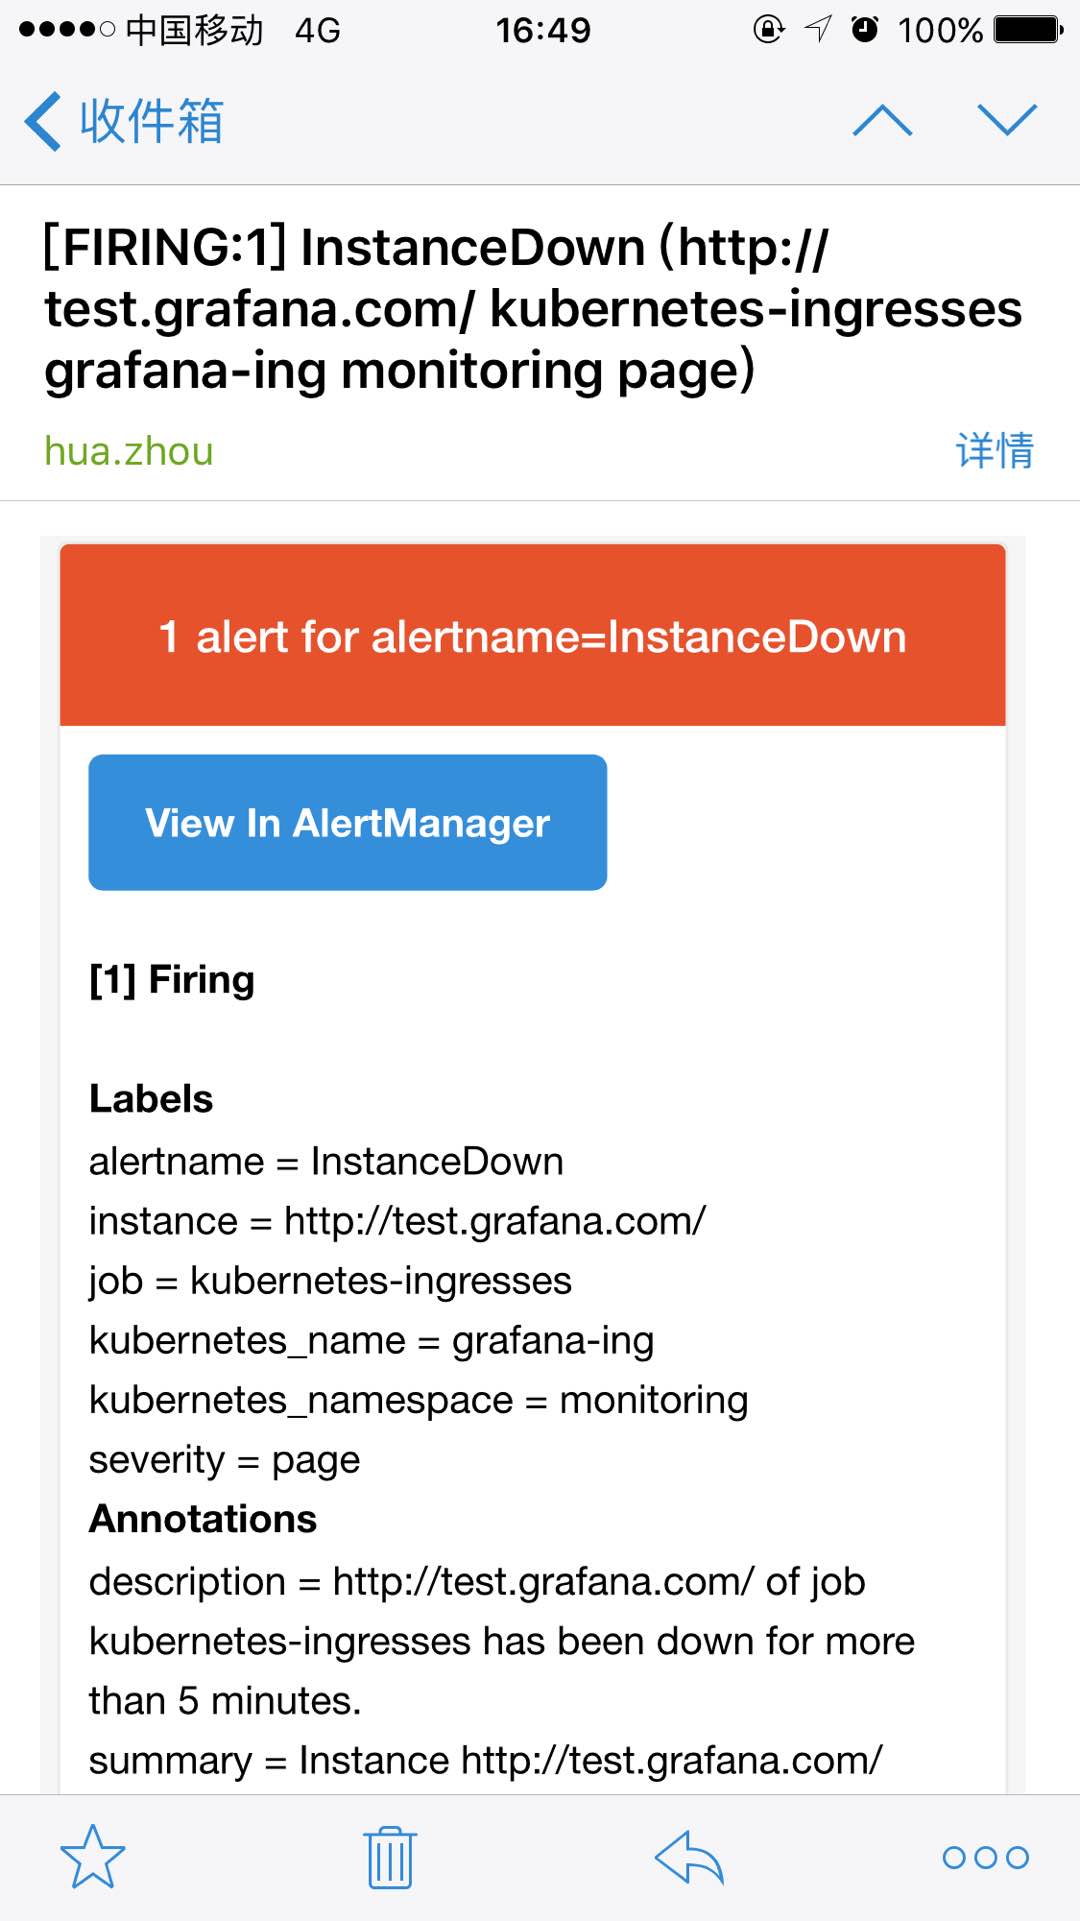 中国移动 4G 16:49 100%
收件箱
[FIRING:1] InstanceDown (http://
test.grafana.com/ kubernetes-ingresses
grafana-ing monitoring page)
hua.zhou 详情
1 alert for alertname=InstanceDown
View In AlertManager
[1] Firing
Labels
alertname = InstanceDown
instance = http://test.grafana.com/
job = kubernetes-ingresses
kubernetes_name = grafana-ing
kubernetes_namespace = monitoring
severity = page
Annotations
description = http://test.grafana.com/ of job
kubernetes-ingresses has been down for more
than 5 minutes.
summary = Instance http://test.grafana.com/